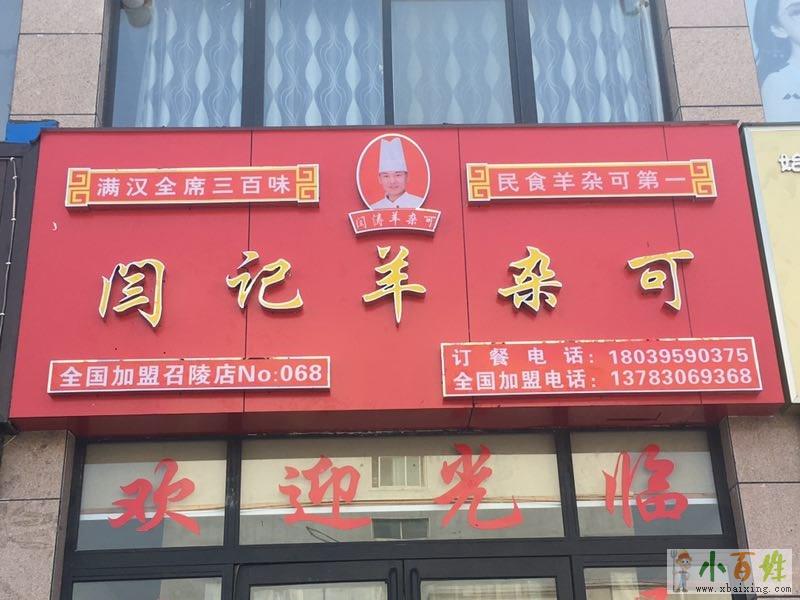 满汉全席三百味
民食羊杂可第一
闫涛羊杂可
闫记羊杂可
全国加盟召陵店No:068
订餐电话：18039590375
全国加盟电话：13783069368
欢迎光临
小百姓
www.xbaixing.com